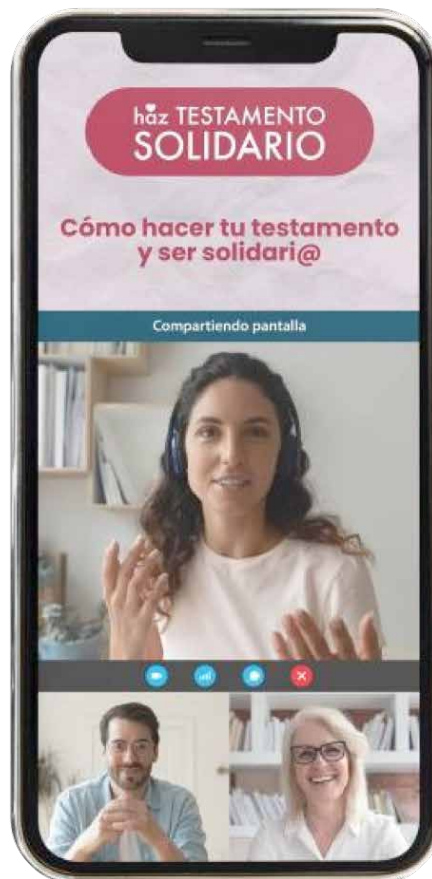 haz TESTAMENTO
SOLIDARIO
Cómo hacer tu testamento
y ser solidari@
Compartiendo pantalla